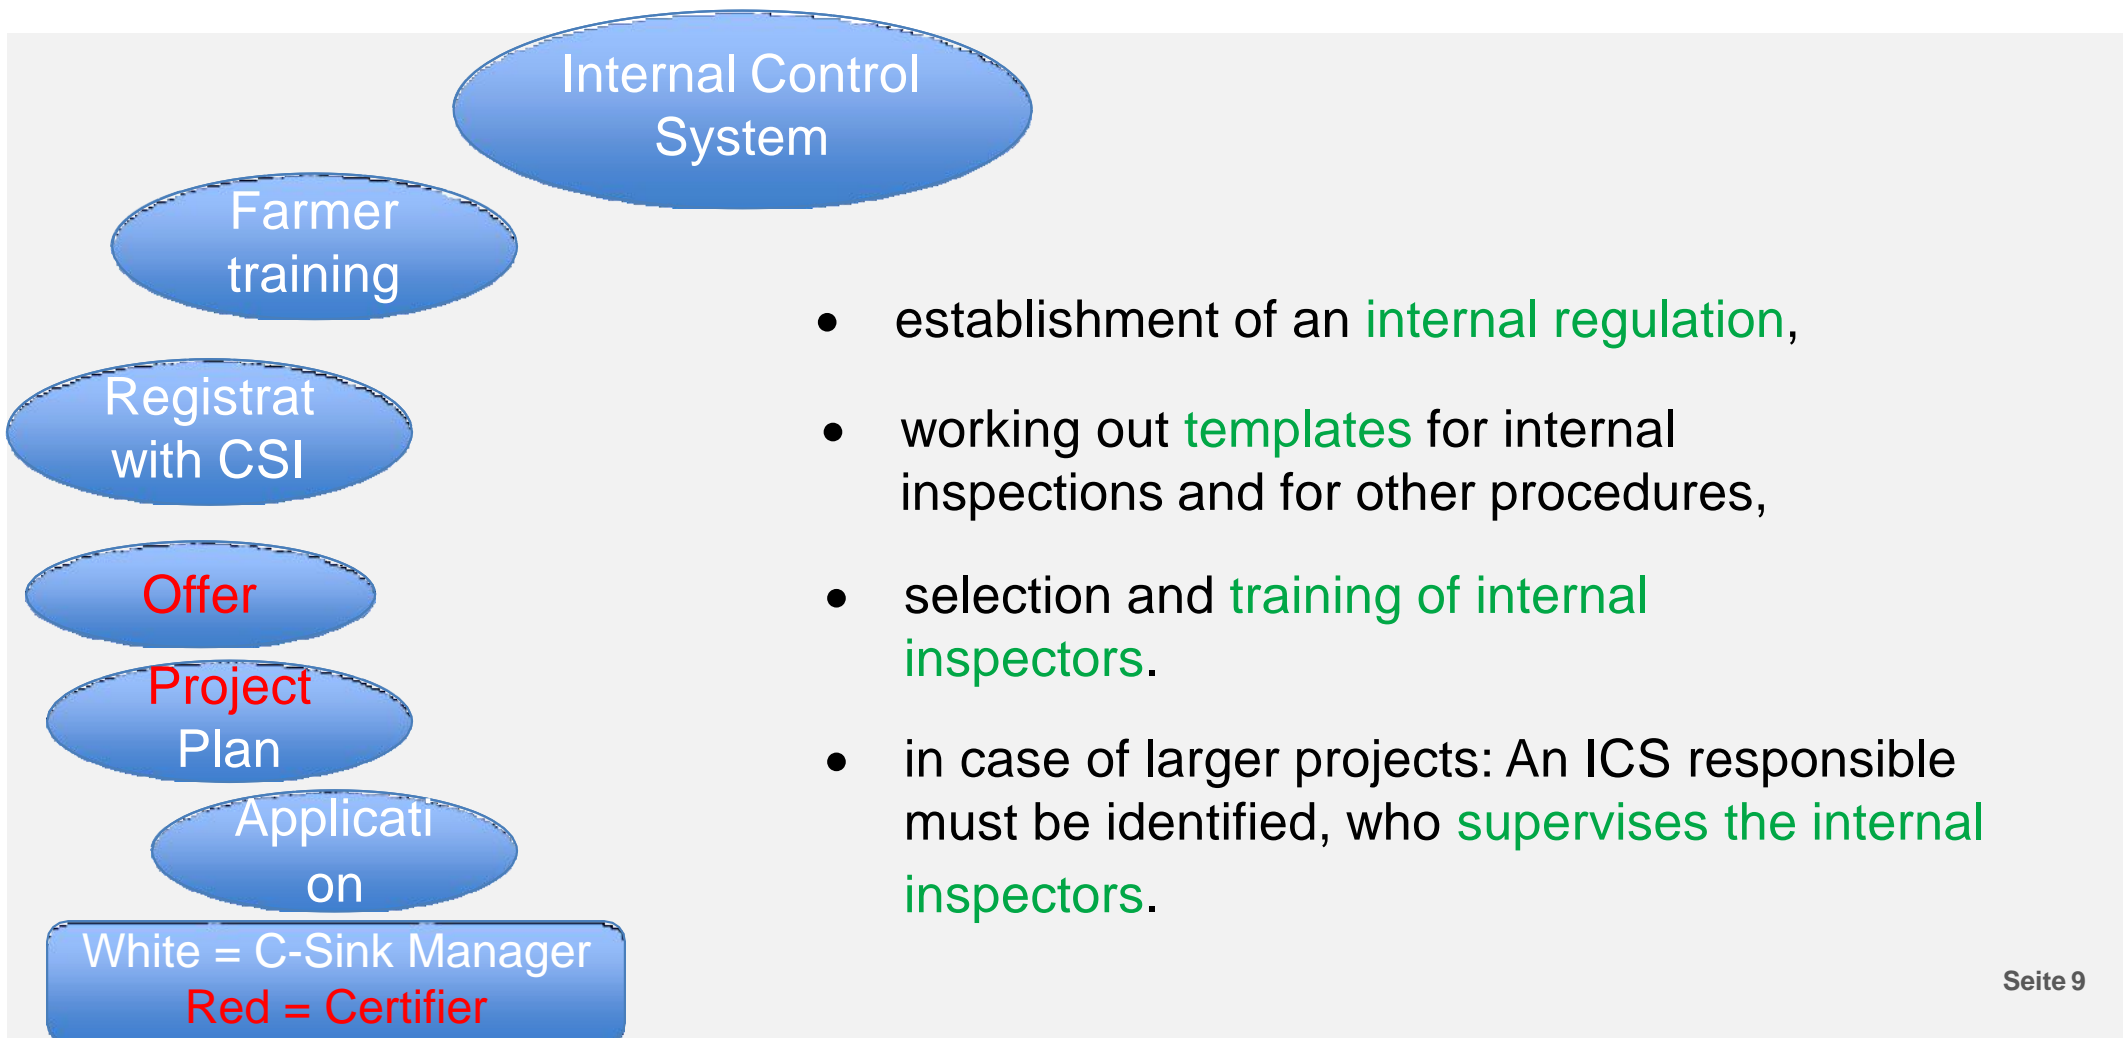 Internal Control
System
Farmer
training
Registrat
with CSI
Offer
Project
Plan
Applicati
on
White = C-Sink Manager
Red = Certifier
• establishment of an internal regulation,
• working out templates for internal
inspections and for other procedures,
• selection and training of internal
inspectors.
• in case of larger projects: An ICS responsible
must be identified, who supervises the internal
inspectors.
Seite 9